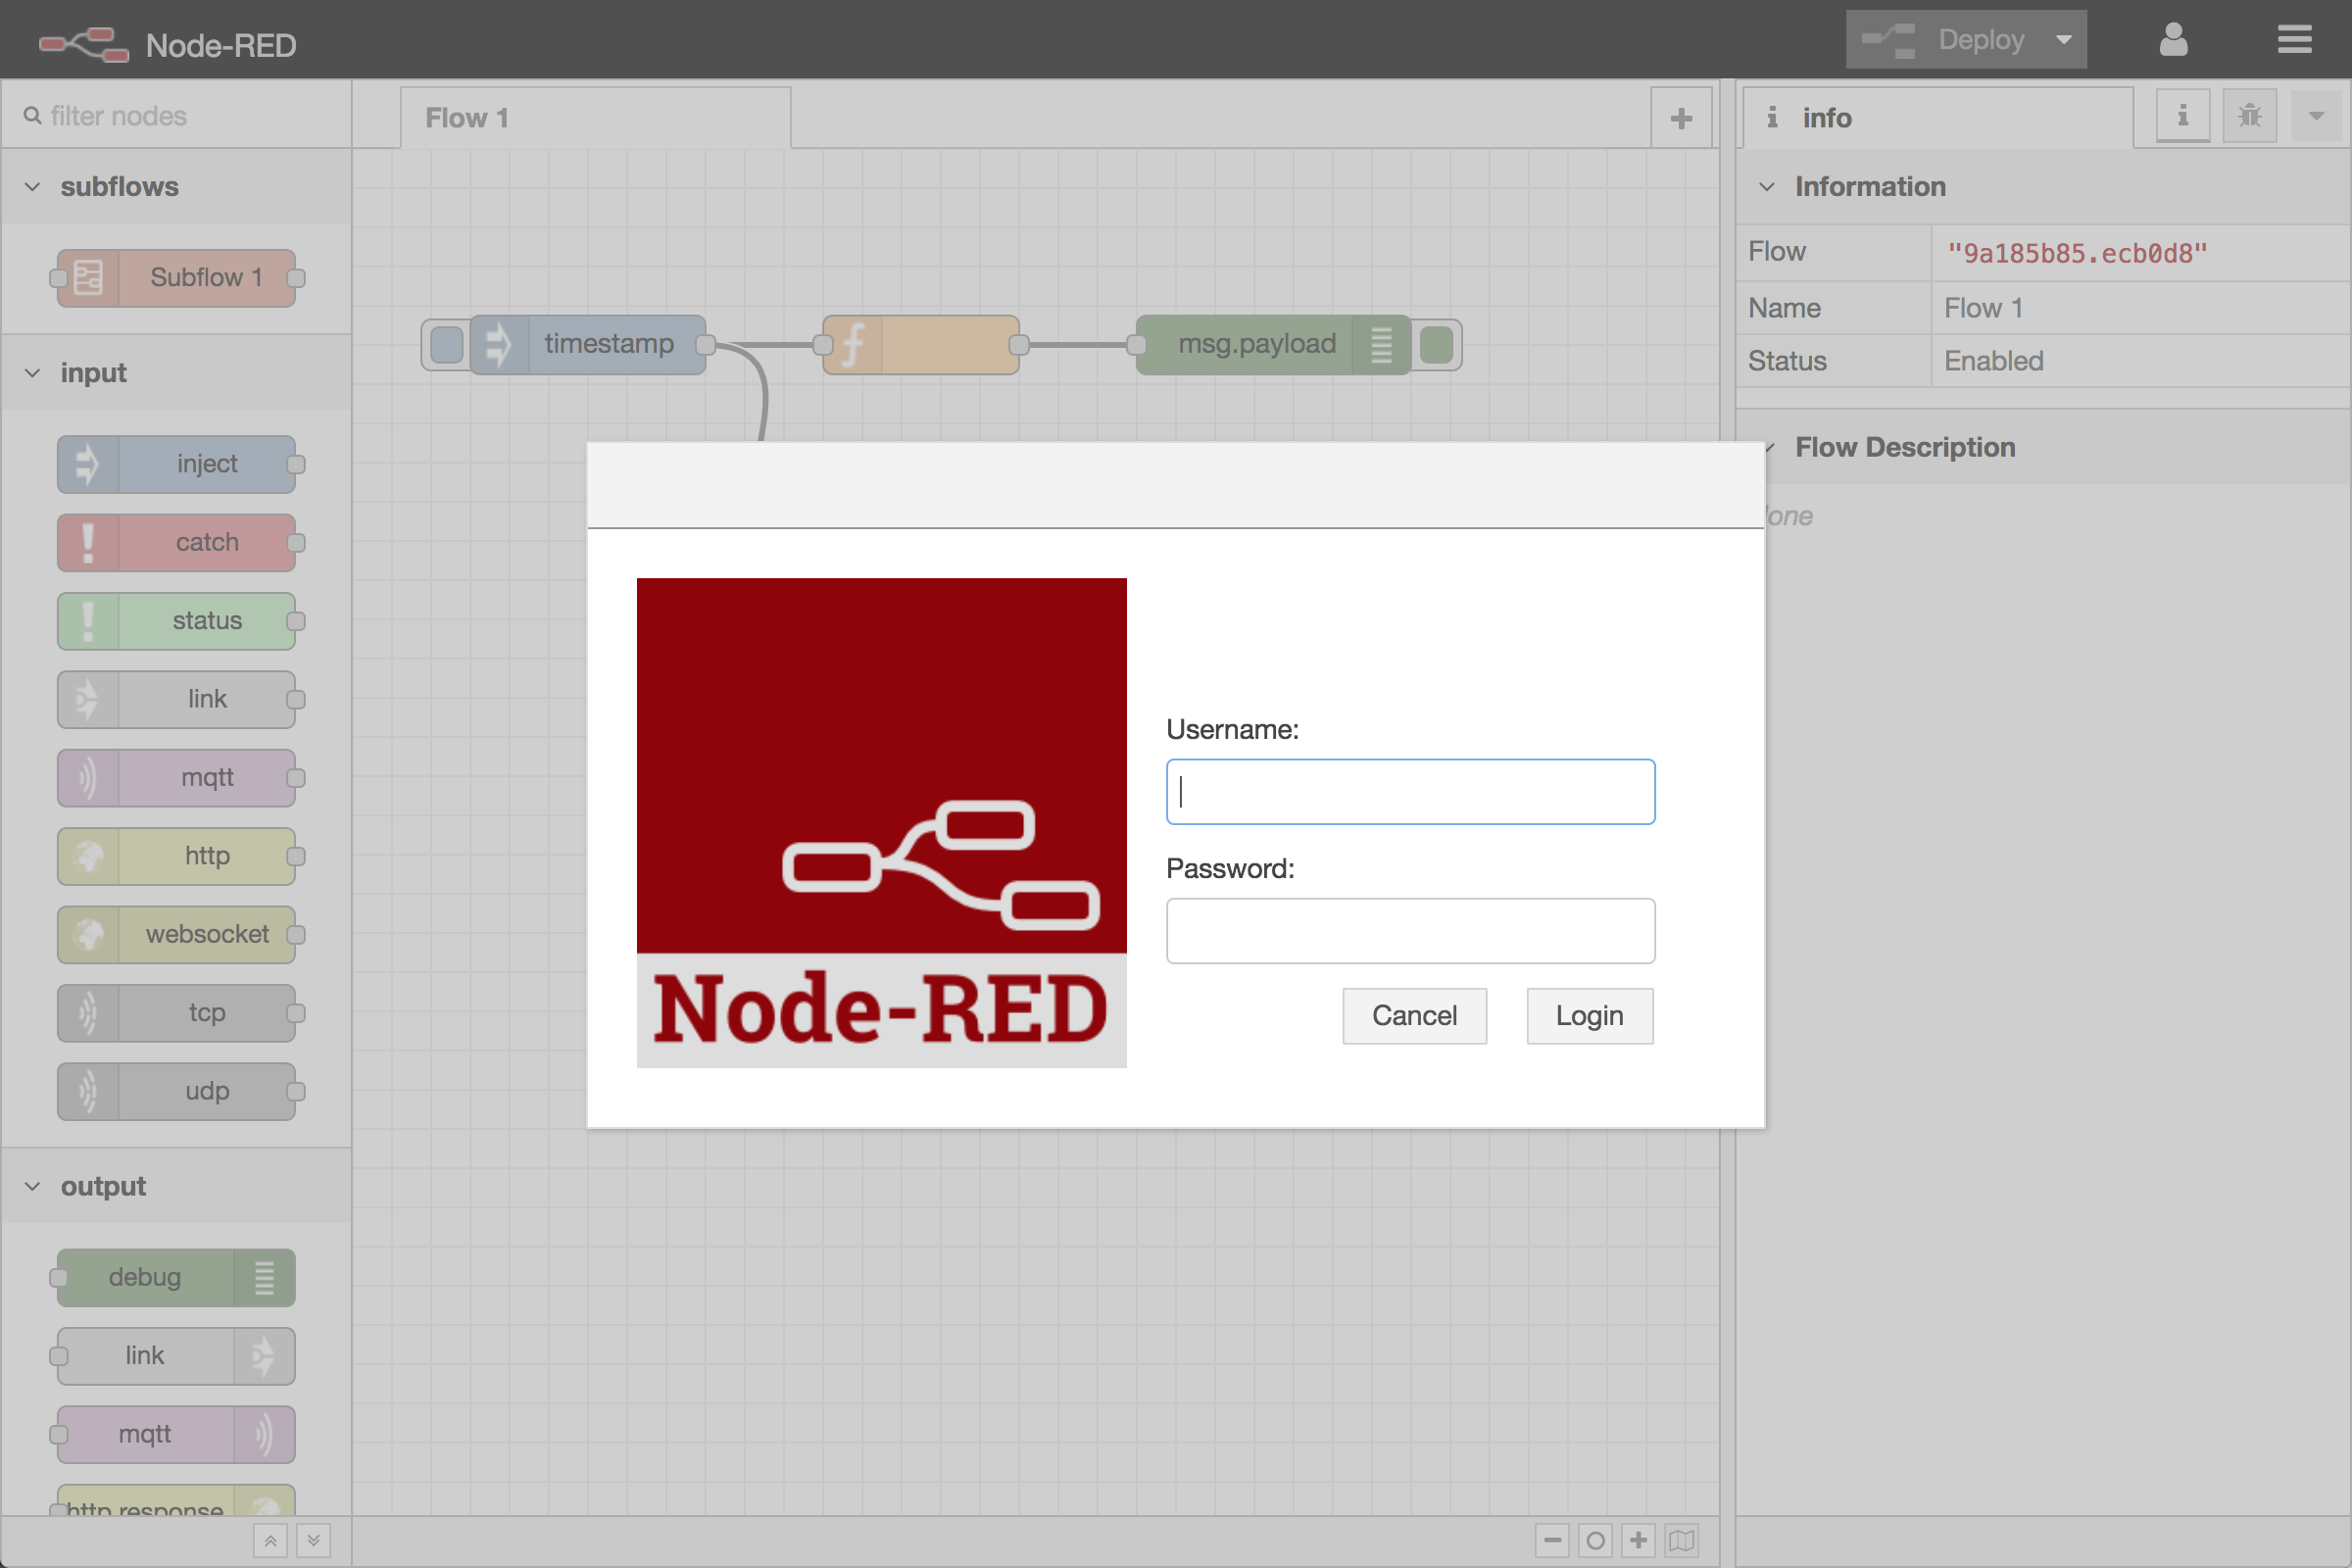 Node-RED
Deploy
filter nodes
Flow 1
info
subflows
Subflow 1
input
inject
catch
status
link
mqtt
http
websocket
tcp
udp
output
debug
link
mqtt
http response
timestamp
msg.payload
Information
Flow "9a185b85.ecb0d8"
Name Flow 1
Status Enabled
Flow Description
one
Node-RED
Username:
Password:
Cancel
Login